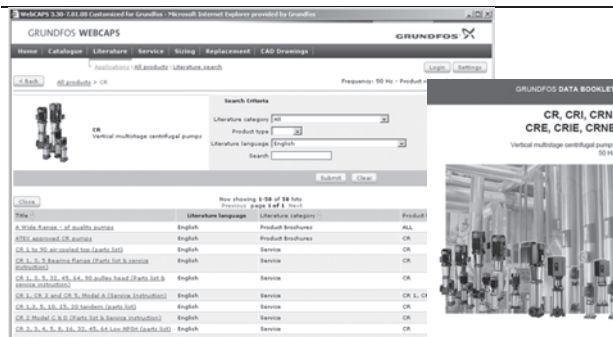 WebCAPS 3.30-7.01.00 Customized for Grundfos - Microsoft Internet Explorer provided by Grundfos
GRUNDFOS WEBCAPS
GRUNDFOS
Home Catalogue Literature Service Sizing Replacement CAD Drawings
Applications - All products - Literature search
Login Settings
< Back All products > CR
Frequency: 50 Hz - Product
Search Criteria
Literature category All
Product type
Literature language English
Search
CR
Vertical multistage centrifugal pumps
Submit Clear
Close
Now showing 1-58 of 58 hits
Previous page 1 of 1 Next
Title Literature language Literature category Product
A Wide Range - of quality pumps English Product Brochures ALL
ATEX approved CR pumps English Product Brochures CR
CR 1 to 90 air-cooled top (parts list) English Service CR
CR 1, 3, 5 Bearing flange (Parts list & service instruction) English Service CR
CR 1, 3, 5, 32, 45, 64, 90 pullee head (Parts list & service instruction) English Service CR
CR 1, CR 3 and CR 5, Model A (Service Instruction) English Service CR 1, CR
CR 1,3, 5, 10, 15, 20 tandem (parts list) English Service CR
CR 2 Model C & D (Parts list & Service instruction) English Service CR
CR 2, 3, 4, 5, 8, 16, 32, 45, 64 Low NPSH (parts list) English Service CR
GRUNDFOS DATA BOOKLET
CR, CRI, CRN
CRE, CRIE, CRNE
Vertical multistage centrifugal pumps
50 Hz